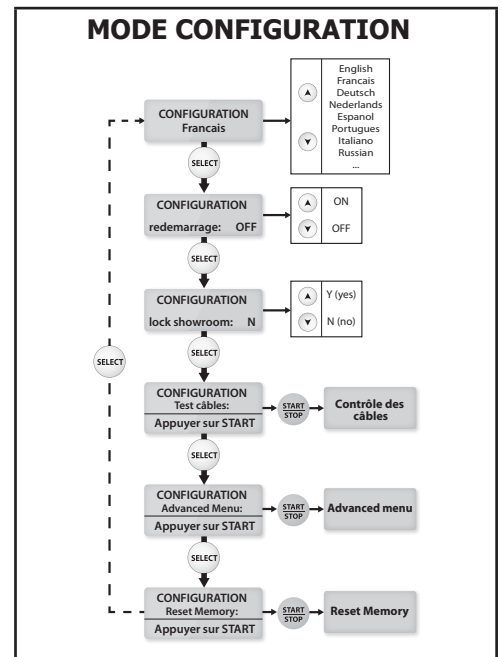 MODE CONFIGURATION
English
Francais
Deutsch
Nederlands
Espanol
Portugues
Italiano
Russian
...
CONFIGURATION
Francais
SELECT
CONFIGURATION
redemarrage: OFF
ON
OFF
SELECT
CONFIGURATION
lock showroom: N
Y (yes)
N (no)
SELECT
SELECT
CONFIGURATION
Test câbles:
Appuyer sur START
START
STOP
Contrôle des
câbles
SELECT
CONFIGURATION
Advanced Menu:
Appuyer sur START
START
STOP
Advanced menu
SELECT
CONFIGURATION
Reset Memory:
Appuyer sur START
START
STOP
Reset Memory